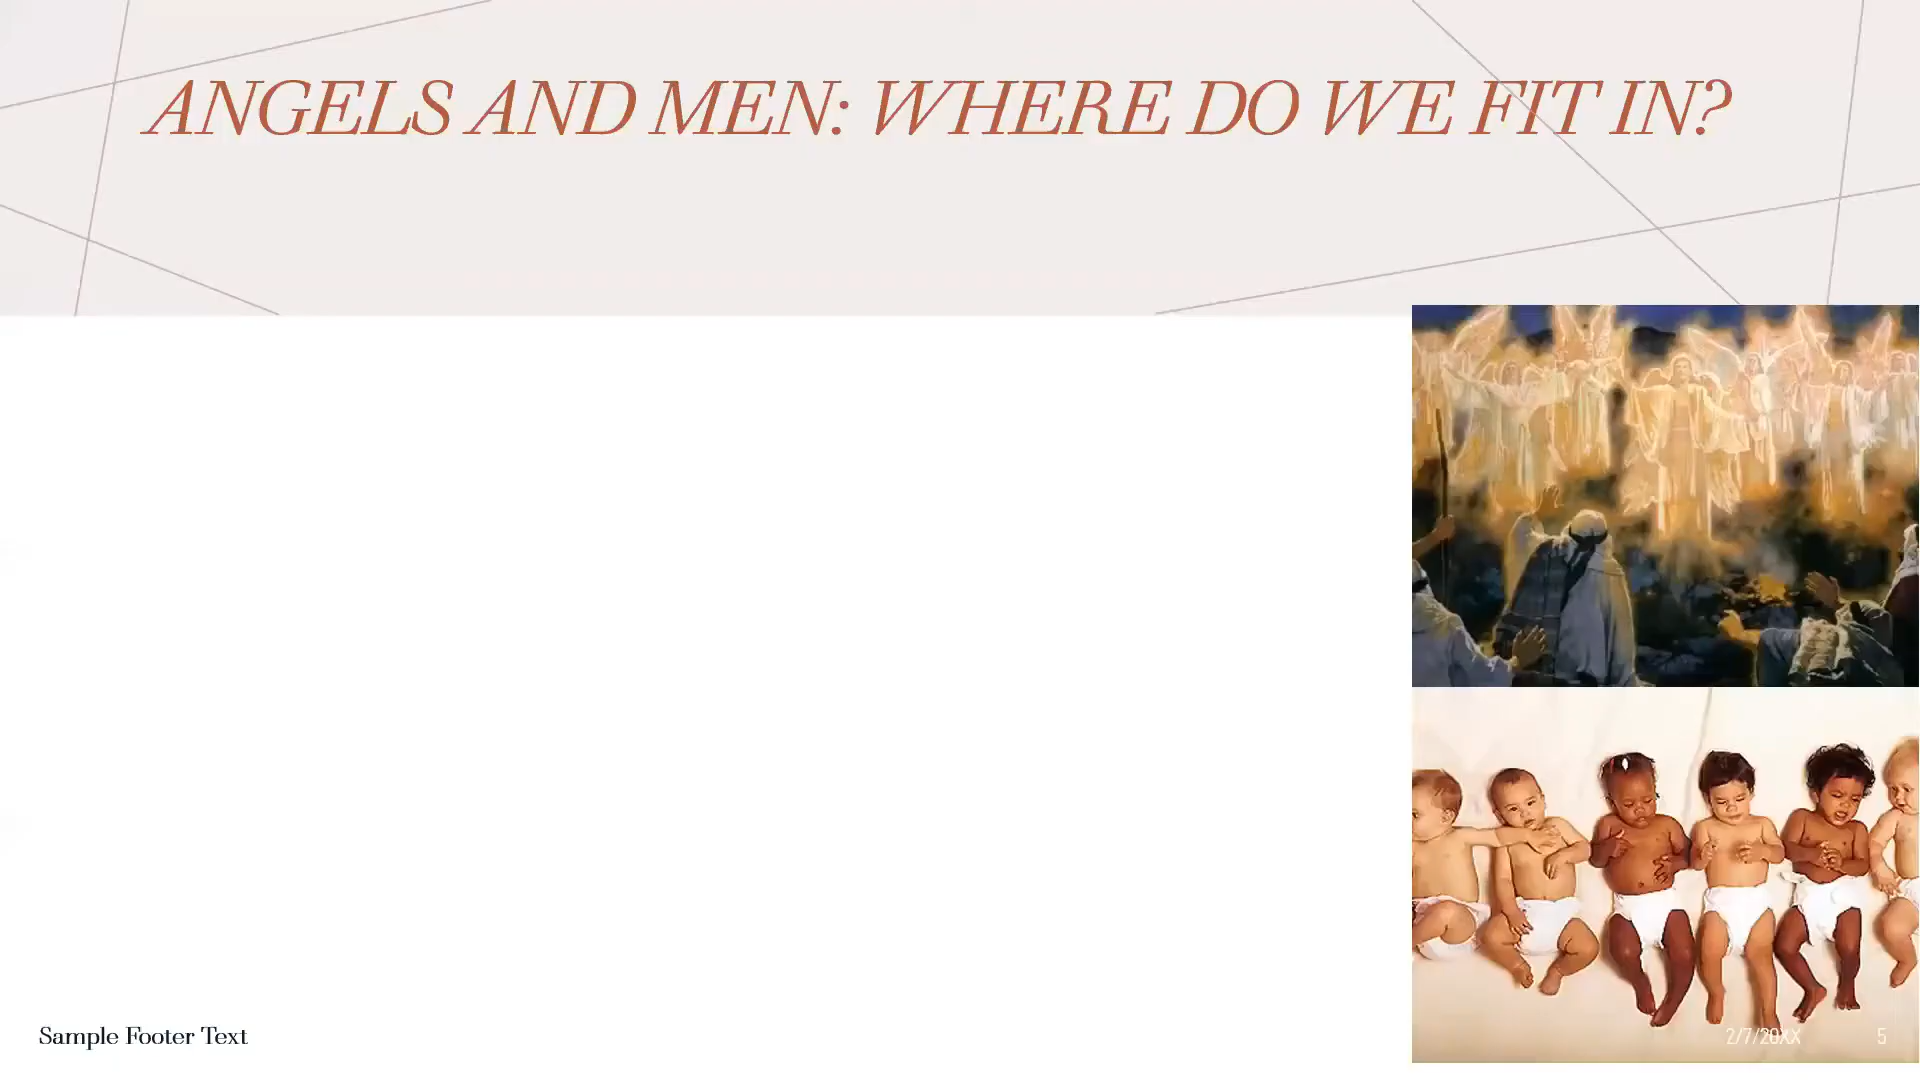 ANGELS AND MEN: WHERE DO WE FIT IN?
Sample Footer Text
2/7/20XX
5